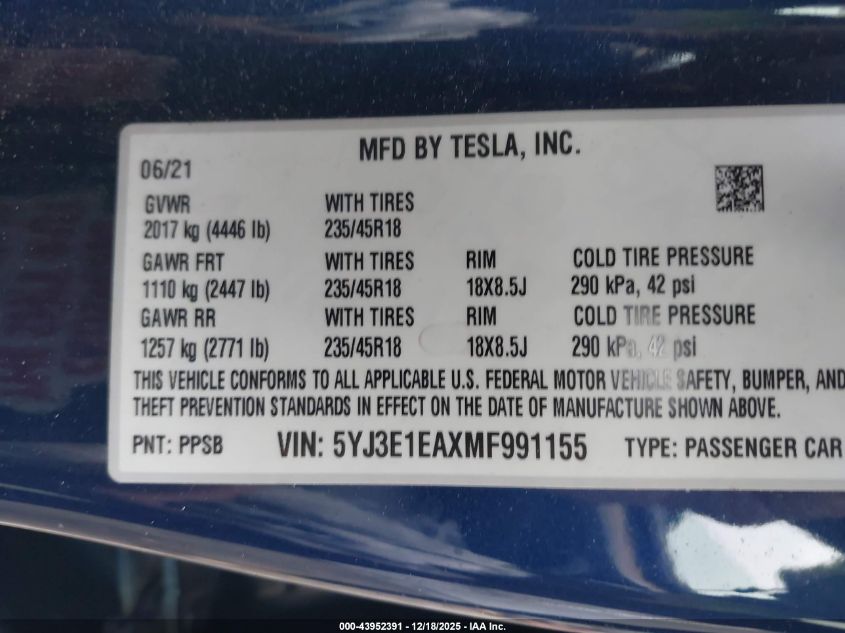 MFD BY TESLA, INC.
06/21
GVWR WITH TIRES
2017 kg (4446 lb) 235/45R18
GAWR FRT WITH TIRES RIM COLD TIRE PRESSURE
1110 kg (2447 lb) 235/45R18 18X8.5J 290 kPa, 42 psi
GAWR RR WITH TIRES RIM COLD TIRE PRESSURE
1257 kg (2771 lb) 235/45R18 18X8.5J 290 kPa, 42 psi
THIS VEHICLE CONFORMS TO ALL APPLICABLE U.S. FEDERAL MOTOR VEHICLE SAFETY, BUMPER, AND
THEFT PREVENTION STANDARDS IN EFFECT ON THE DATE OF MANUFACTURE SHOWN ABOVE.
PNT: PPSB VIN: 5YJ3E1EAXMF991155 TYPE: PASSENGER CAR
000-43952391 - 12/18/2025 - IAA Inc.